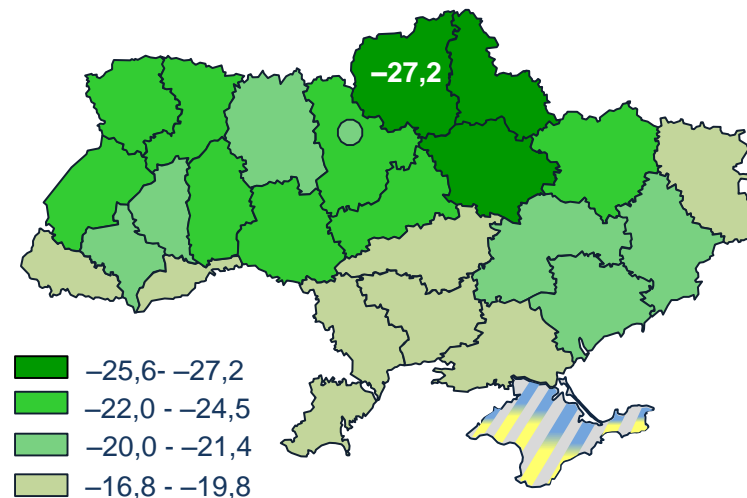 –27,2
–25,6- –27,2
–22,0 - –24,5
–20,0 - –21,4
–16,8 - –19,8